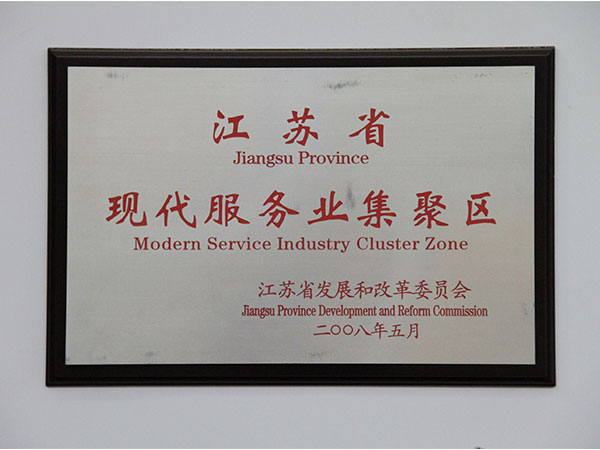 江苏省
Jiangsu Province
现代服务业集聚区
Modern Service Industry Cluster Zone
江苏省发展和改革委员会
Jiangsu Province Development and Reform Commission
二〇〇八年五月